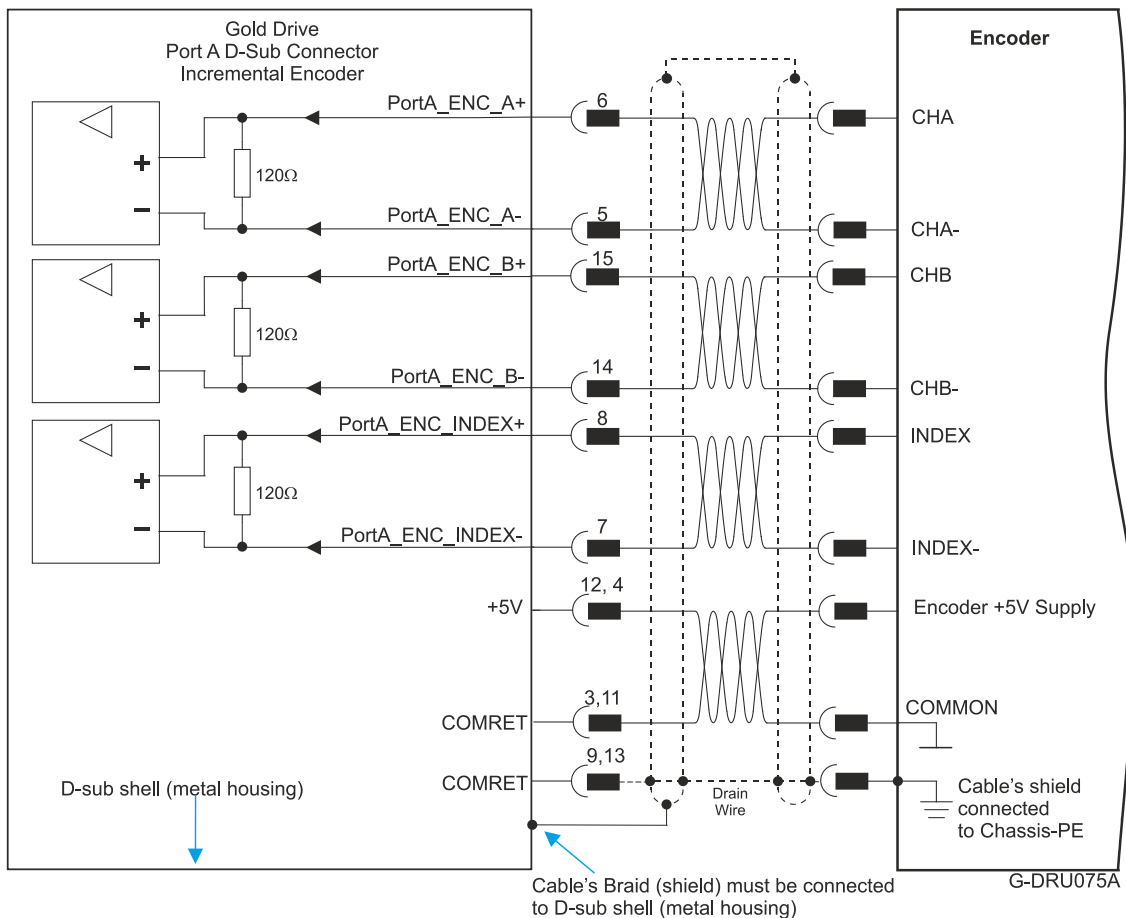 Gold Drive
Port A D-Sub Connector
Incremental Encoder
Encoder
PortA_ENC_A+
6
CHA
+
120Ω
-
PortA_ENC_A-
5
CHA-
PortA_ENC_B+
15
CHB
+
120Ω
-
PortA_ENC_B-
14
CHB-
PortA_ENC_INDEX+
8
INDEX
+
120Ω
-
PortA_ENC_INDEX-
7
INDEX-
+5V
12, 4
Encoder +5V Supply
COMRET
3,11
COMMON
COMRET
9,13
Drain
Wire
D-sub shell (metal housing)
Cable's shield
connected
to Chassis-PE
Cable's Braid (shield) must be connected
to D-sub shell (metal housing)
G-DRU075A